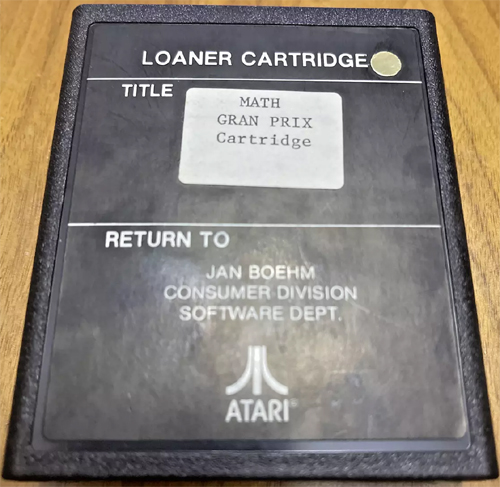 LOANER CARTRIDGE
TITLE
MATH
GRAN PRIX
Cartridge
RETURN TO
JAN BOEHM
CONSUMER DIVISION
SOFTWARE DEPT.
ATARI®